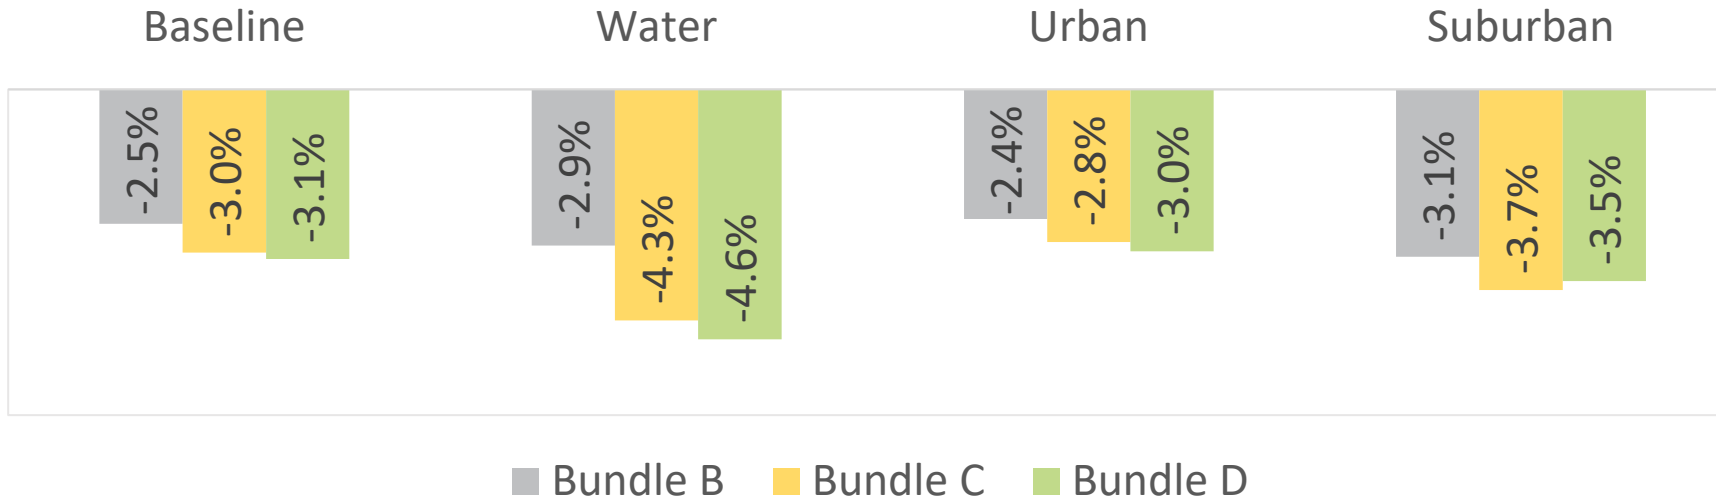 Baseline Water Urban Suburban
-2.5% -3.0% -3.1% -2.9% -4.3% -4.6% -2.4% -2.8% -3.0% -3.1% -3.7% -3.5%
Bundle B Bundle C Bundle D